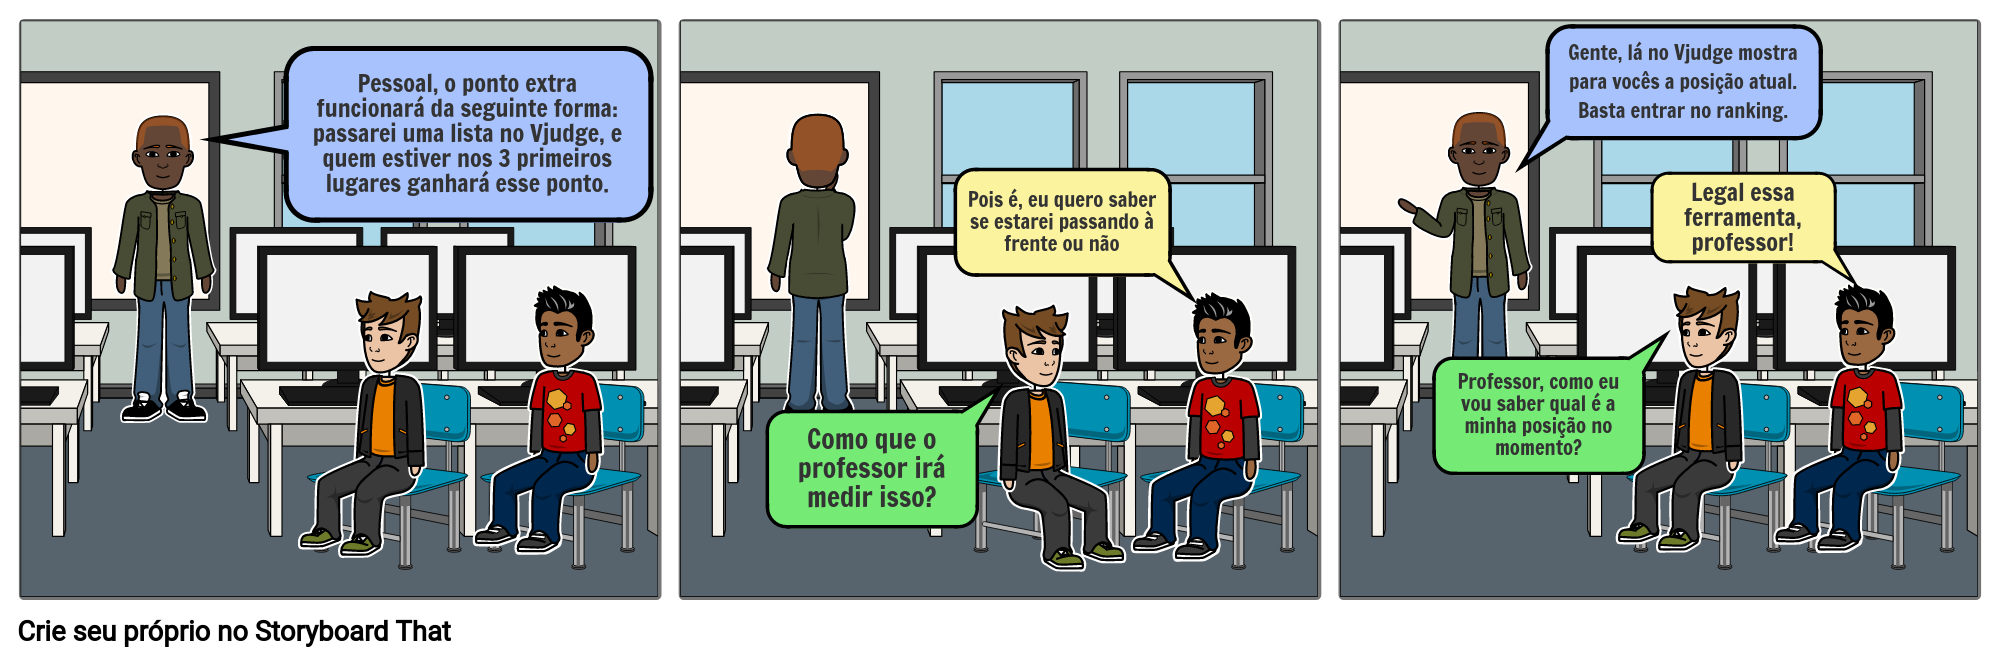 Pessoal, o ponto extra
funcionará da seguinte forma:
passarei uma lista no Vjudge, e
quem estiver nos 3 primeiros
lugares ganhará esse ponto.
Pois é, eu quero saber
se estarei passando à
frente ou não
Como que o
professor irá
medir isso?
Gente, lá no Vjudge mostra
para vocês a posição atual.
Basta entrar no ranking.
Legal essa
ferramenta,
professor!
Professor, como eu
vou saber qual é a
minha posição no
momento?
Crie seu próprio no Storyboard That